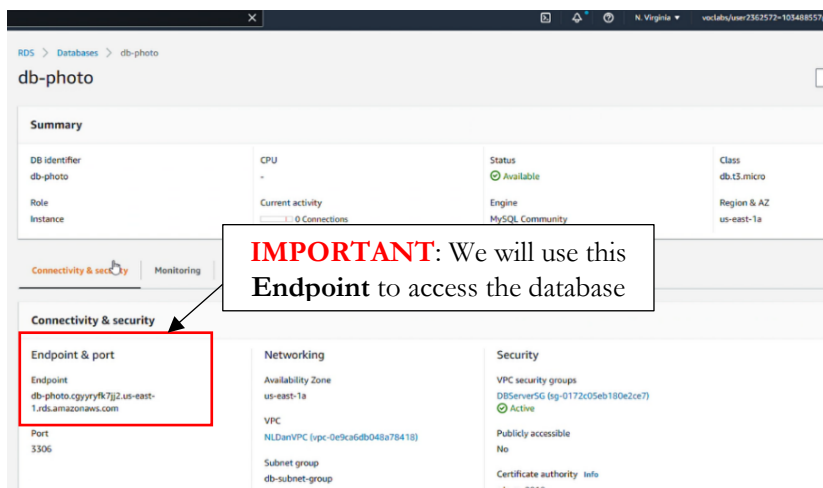 N. Virginia ▼ voclabs/user2362572=103488557
RDS > Databases > db-photo
db-photo
Summary
DB identifier
db-photo
CPU
-
Status
Available
Class
db.t3.micro
Role
Instance
Current activity
0 Connections
Engine
MySQL Community
Region & AZ
us-east-1a
IMPORTANT: We will use this
Endpoint to access the database
Connectivity & security
Monitoring
Connectivity & security
Endpoint & port
Endpoint
db-photo.cgyyryfk7jj2.us-east-
1.rds.amazonaws.com
Port
3306
Networking
Availability Zone
us-east-1a
VPC
NLDanVPC (vpc-0e9ca6db048a78418)
Subnet group
db-subnet-group
Security
VPC security groups
DBServerSG (sg-0172c05eb180e2ce7)
Active
Publicly accessible
No
Certificate authority Info